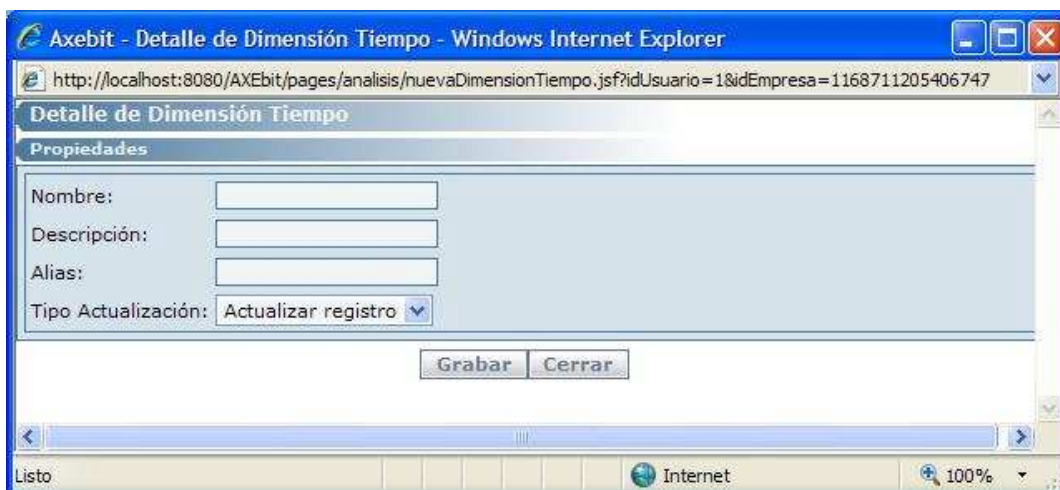 Axebit - Detalle de Dimensión Tiempo - Windows Internet Explorer
http://localhost:8080/AXEbit/pages/analisis/nuevaDimensionTiempo.jsf?idUsuario=1&idEmpresa=1168711205406747
Detalle de Dimensión Tiempo
Propiedades
Nombre:
Descripción:
Alias:
Tipo Actualización: Actualizar registro
Grabar Cerrar
Listo Internet 100%